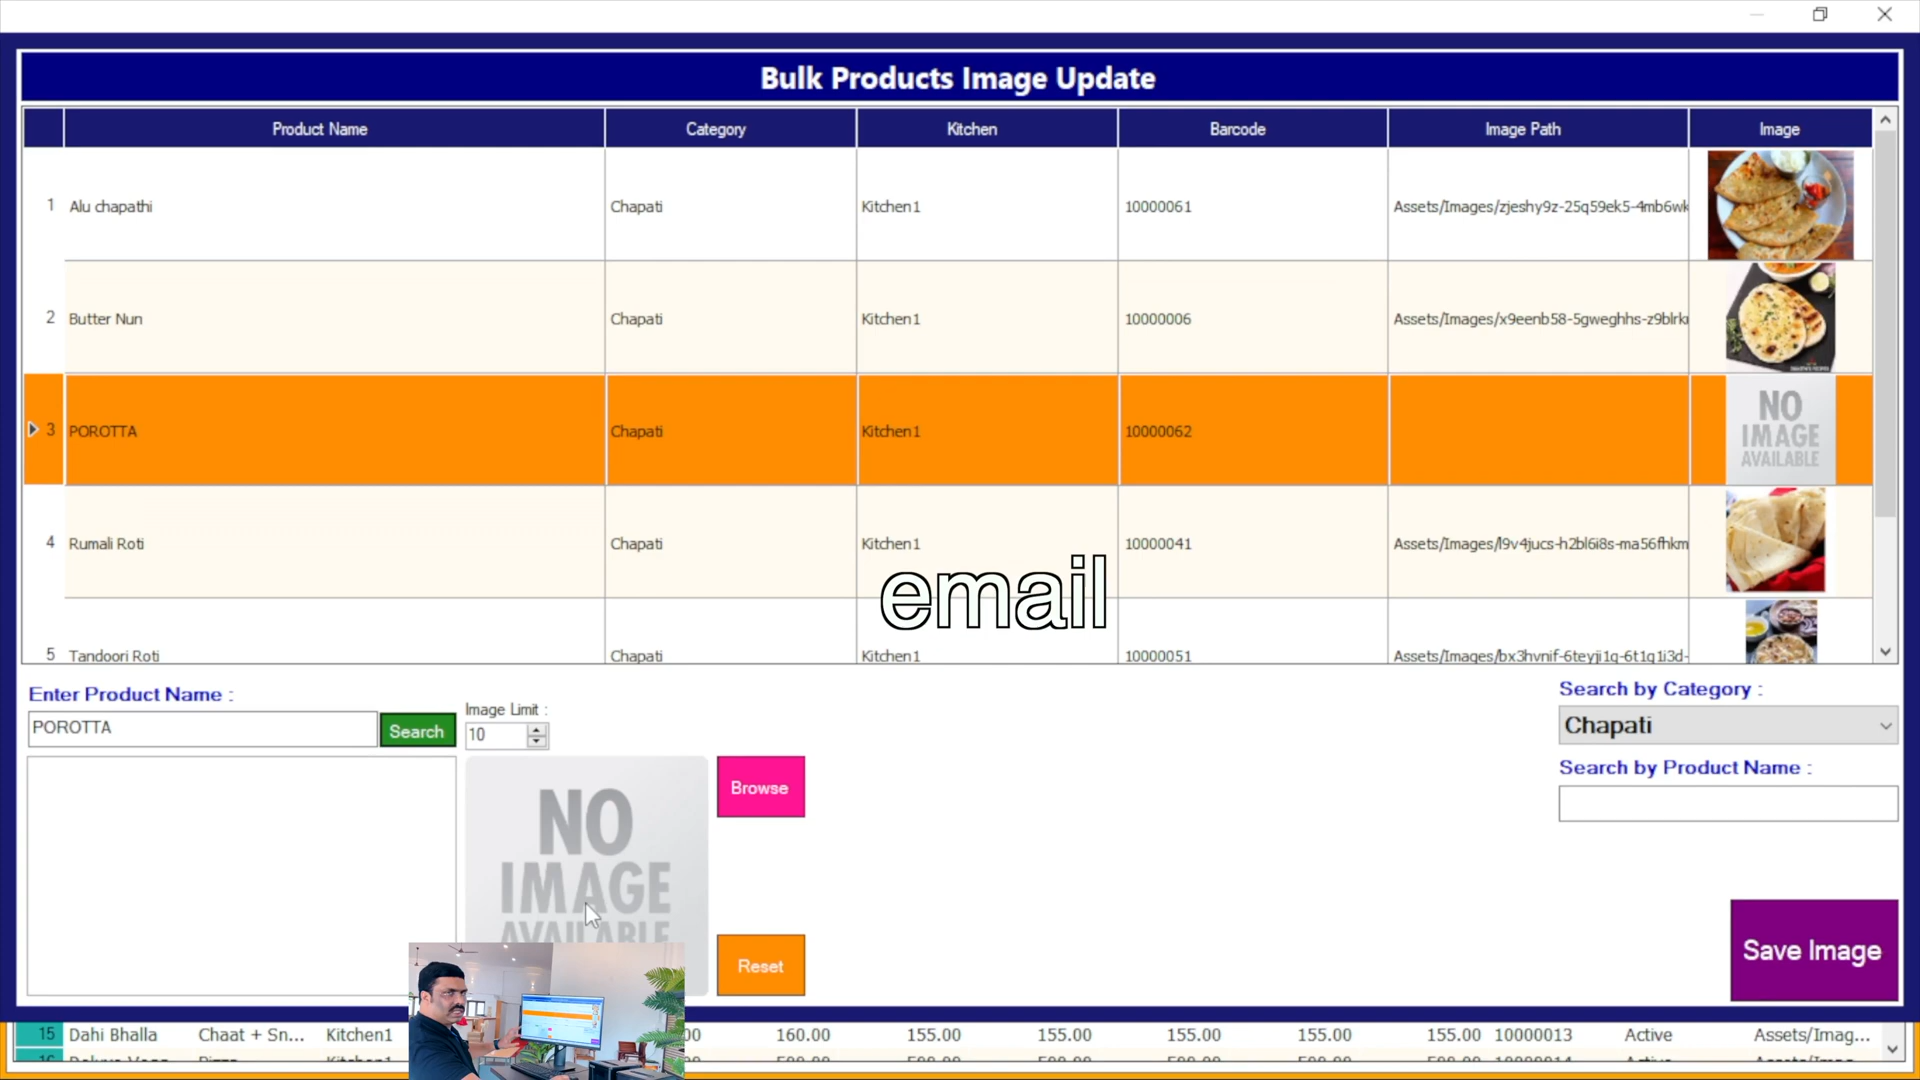 Bulk Products Image Update
Product Name Category Kitchen Barcode Image Path Image
1 Alu chapathi Chapati Kitchen1 10000061 Assets/Images/zjeshy9z-25q59ek5-4mb6wk
2 Butter Nun Chapati Kitchen1 10000006 Assets/Images/x9eenb58-5gweghhs-z9blrk
3 POROTTA Chapati Kitchen1 10000062
NO
IMAGE
AVAILABLE
4 Rumali Roti Chapati Kitchen1 10000041 Assets/Images/l9v4jucs-h2bl6i8s-ma56fhkm
email
5 Tandoori Roti Chapati Kitchen1 10000051 Assets/Images/bx3hvnif-6teyji1q-6t1g1i3d-
Enter Product Name :
POROTTA
Search
Image Limit :
10
NO
IMAGE
AVAILABLE
Browse
Reset
Search by Category :
Chapati
Search by Product Name :
Save Image
15 Dahi Bhalla Chaat + Sn... Kitchen1 00 160.00 155.00 155.00 155.00 155.00 155.00 10000013 Active Assets/Imag...